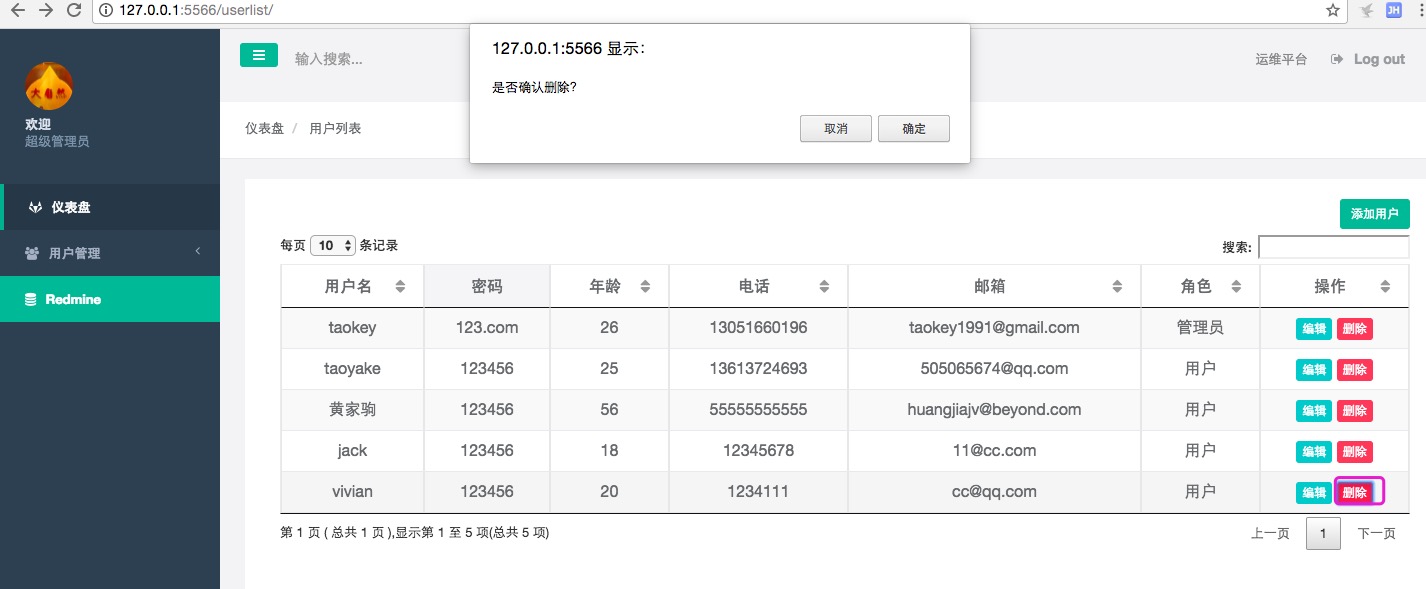 127.0.0.1:5566/userlist/
JH
127.0.0.1:5566 显示:
是否确认删除?
取消 确定
大自然
欢迎
超级管理员
仪表盘
用户管理
Redmine
输入搜索...
运维平台 Log out
仪表盘 / 用户列表
添加用户
每页 10 条记录 搜索:
用户名 密码 年龄 电话 邮箱 角色 操作
taokey 123.com 26 13051660196 taokey1991@gmail.com 管理员 编辑 删除
taoyake 123456 25 13613724693 505065674@qq.com 用户 编辑 删除
黄家驹 123456 56 55555555555 huangjiajv@beyond.com 用户 编辑 删除
jack 123456 18 12345678 11@cc.com 用户 编辑 删除
vivian 123456 20 1234111 cc@qq.com 用户 编辑 删除
第 1 页 ( 总共 1 页 ),显示第 1 至 5 项(总共 5 项) 上一页 1 下一页